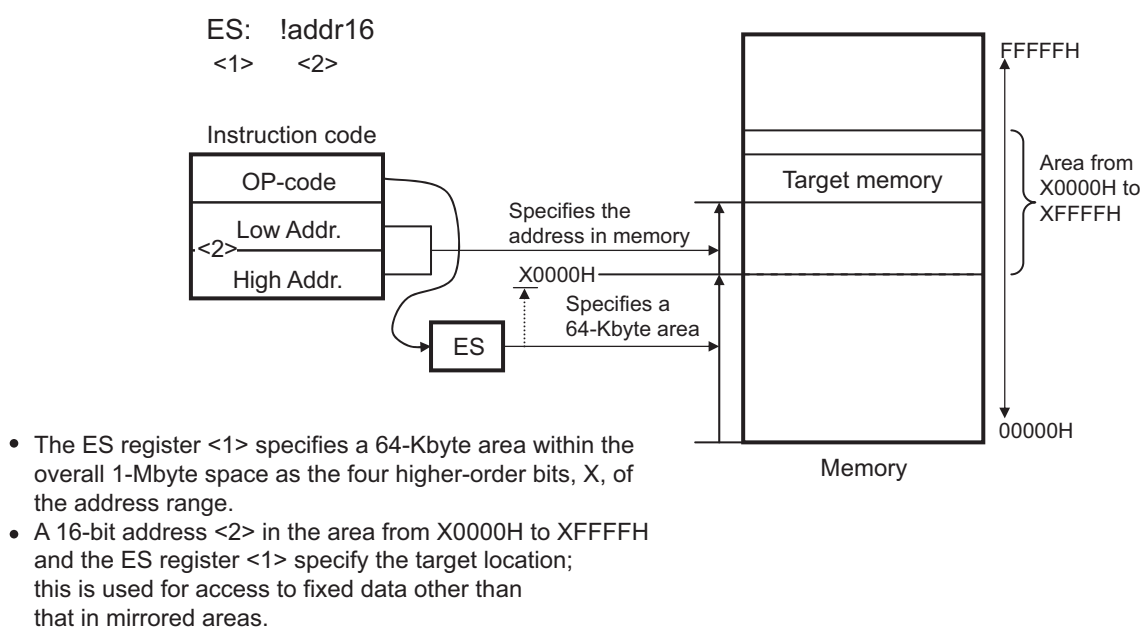 ES: !addr16
<1> <2>
Instruction code
OP-code
Low Addr.
<2>
High Addr.
ES
Specifies the
address in memory
X0000H
Specifies a
64-Kbyte area
FFFFFH
Target memory
Area from
X0000H to
XFFFFH
00000H
Memory
• The ES register <1> specifies a 64-Kbyte area within the
overall 1-Mbyte space as the four higher-order bits, X, of
the address range.
• A 16-bit address <2> in the area from X0000H to XFFFFH
and the ES register <1> specify the target location;
this is used for access to fixed data other than
that in mirrored areas.